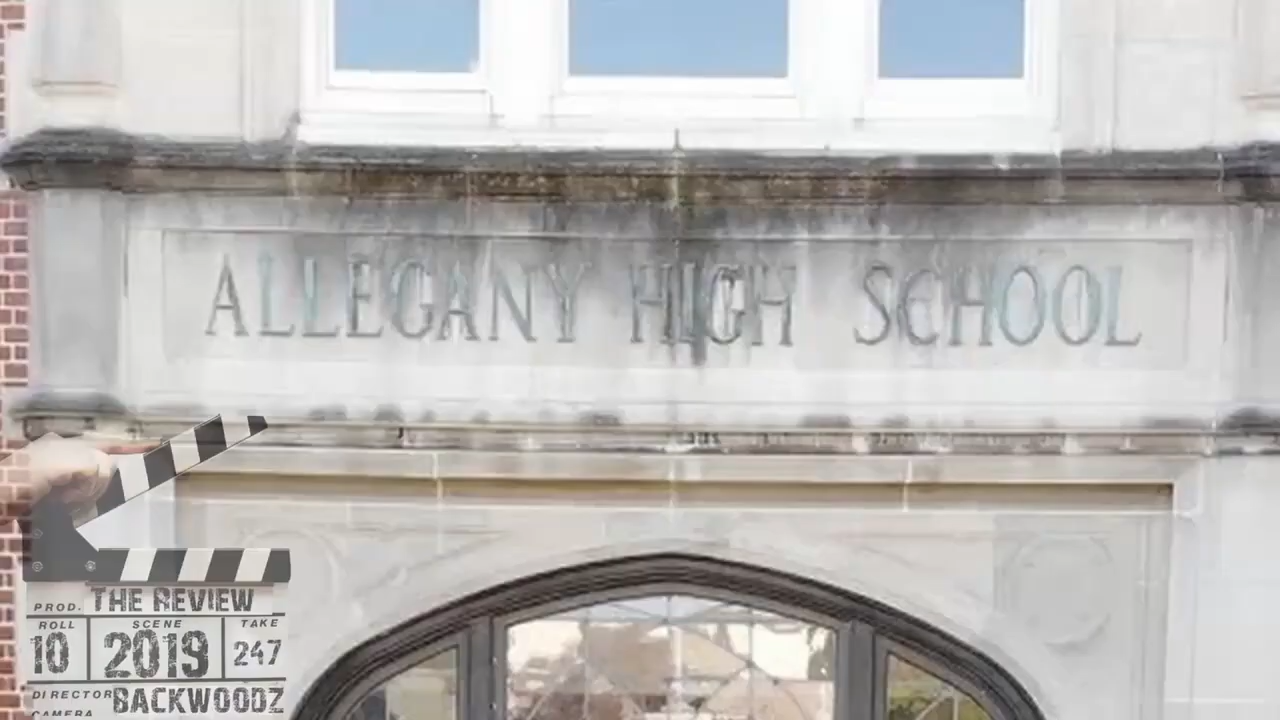 ALLEGANY HIGH SCHOOL
PROD. THE REVIEW
ROLL SCENE TAKE
10 2019 247
DIRECTOR BACKWOODZ
CAMERA